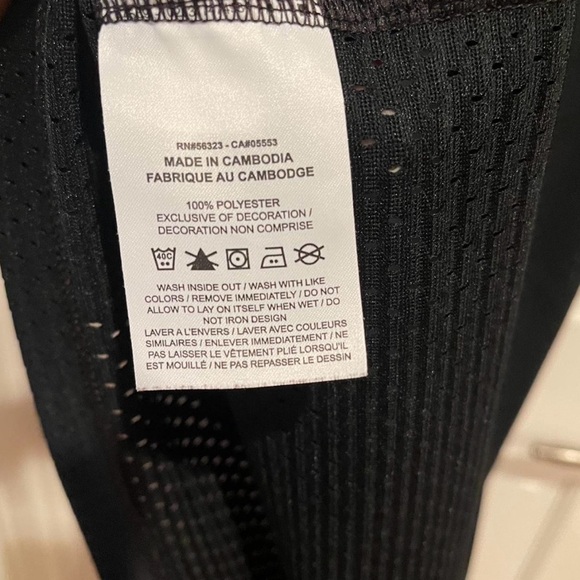 RN#56323 - CA#05553
MADE IN CAMBODIA
FABRIQUE AU CAMBODGE
100% POLYESTER
EXCLUSIVE OF DECORATION /
DECORATION NON COMPRISE
40C
WASH INSIDE OUT / WASH WITH LIKE
COLORS / REMOVE IMMEDIATELY / DO NOT
ALLOW TO LAY ON ITSELF WHEN WET / DO
NOT IRON DESIGN
LAVER A L'ENVERS / LAVER AVEC COULEURS
SIMILAIRES / ENLEVER IMMÉDIATEMENT / NE
PAS LAISSER LE VÊTEMENT PLIÉ LORSQU'IL
EST MOUILLÉ / NE PAS REPASSER LE DESSIN